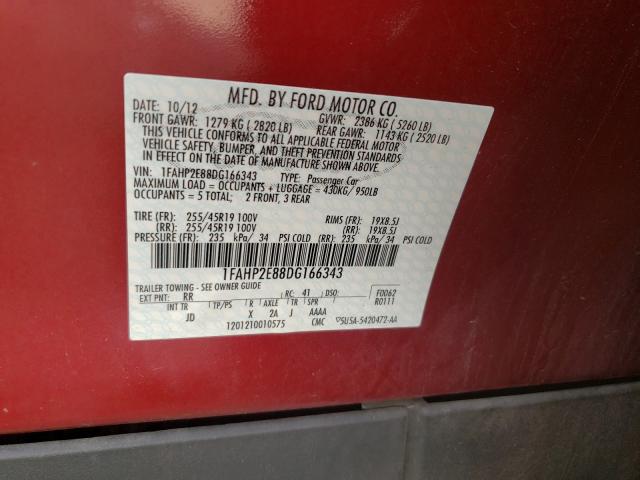 MFD. BY FORD MOTOR CO.
DATE: 10/12 GVWR: 2386 KG ( 5260 LB)
FRONT GAWR: 1279 KG ( 2820 LB) REAR GAWR: 1143 KG ( 2520 LB)
THIS VEHICLE CONFORMS TO ALL APPLICABLE FEDERAL MOTOR
VEHICLE SAFETY, BUMPER, AND THEFT PREVENTION STANDARDS
IN EFFECT ON THE DATE OF MANUFACTURE SHOWN ABOVE.
VIN: 1FAHP2E88DG166343 TYPE: Passenger Car
MAXIMUM LOAD = OCCUPANTS + LUGGAGE = 430KG/ 950LB
OCCUPANTS = 5 TOTAL; 2 FRONT, 3 REAR
TIRE (FR): 255/45R19 100V RIMS (FR): 19X8.5J
(RR): 255/45R19 100V (RR): 19X8.5J
PRESSURE (FR): 235 kPa/ 34 PSI COLD (RR): 235 kPa/ 34 PSI COLD
1FAHP2E88DG166343
TRAILER TOWING - SEE OWNER GUIDE F0062
EXT PNT: RR RC: 41 DSO: R0111
INT TR TP/PS R AXLE TR SPR
JD X 2A J AAAA
1201210010575 CMC 5U5A-5420472-AA